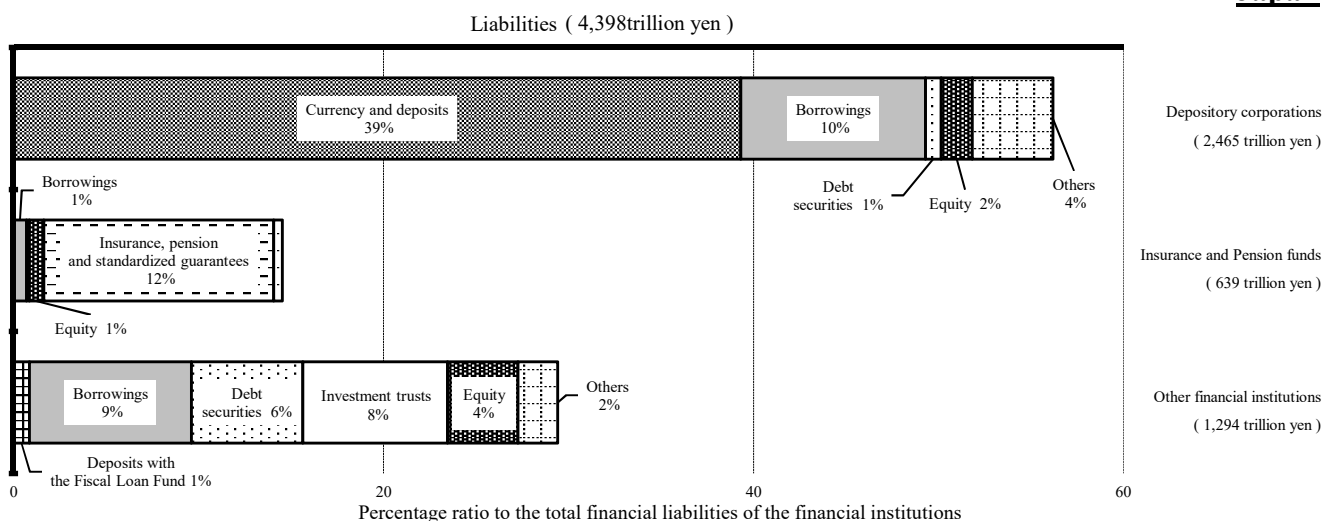 Liabilities ( 4,398trillion yen )
Currency and deposits
39%
Borrowings
10%
Depository corporations
( 2,465 trillion yen )
Debt
securities 1%
Equity 2%
Others
4%
Borrowings
1%
Insurance, pension
and standardized guarantees
12%
Insurance and Pension funds
( 639 trillion yen )
Equity 1%
Borrowings
9%
Debt
securities 6%
Investment trusts
8%
Equity
4%
Others
2%
Other financial institutions
( 1,294 trillion yen )
Deposits with
the Fiscal Loan Fund 1%
0
20
40
60
Percentage ratio to the total financial liabilities of the financial institutions